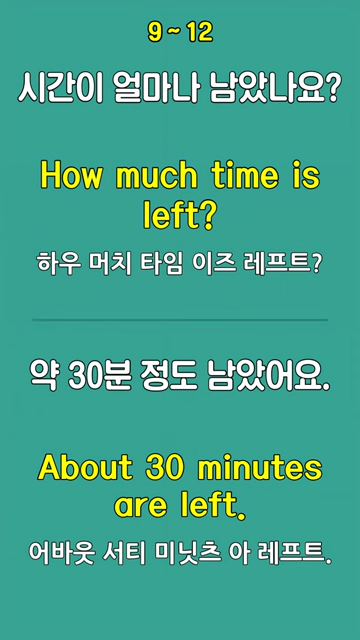 9 ~ 12
시간이 얼마나 남았나요?
How much time is
left?
하우 머치 타임 이즈 레프트?
약 30분 정도 남았어요.
About 30 minutes
are left.
어바웃 서티 미닛츠 아 레프트.